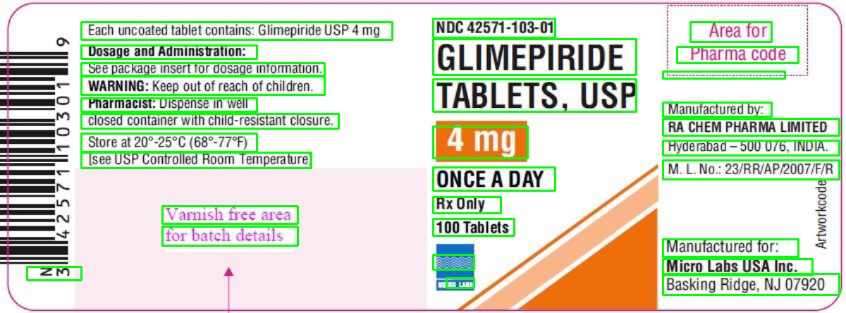 Each uncoated tablet contains: Glimepiride USP 4 mg
Dosage and Administration:
See package insert for dosage information.
WARNING: Keep out of reach of children.
Pharmacist: Dispense in well
closed container with child-resistant closure.
Store at 20°-25°C (68°-77°F)
[see USP Controlled Room Temperature
Varnish free area
for batch details
N
3 42571 10301 9
NDC 42571-103-01
GLIMEPIRIDE
TABLETS, USP
4 mg
ONCE A DAY
Rx Only
100 Tablets
MICRO LABS
Area for
Pharma code
Manufactured by:
RA CHEM PHARMA LIMITED
Hyderabad – 500 076, INDIA.
M. L. No.: 23/RR/AP/2007/F/R
Manufactured for:
Micro Labs USA Inc.
Basking Ridge, NJ 07920
Artworkcode